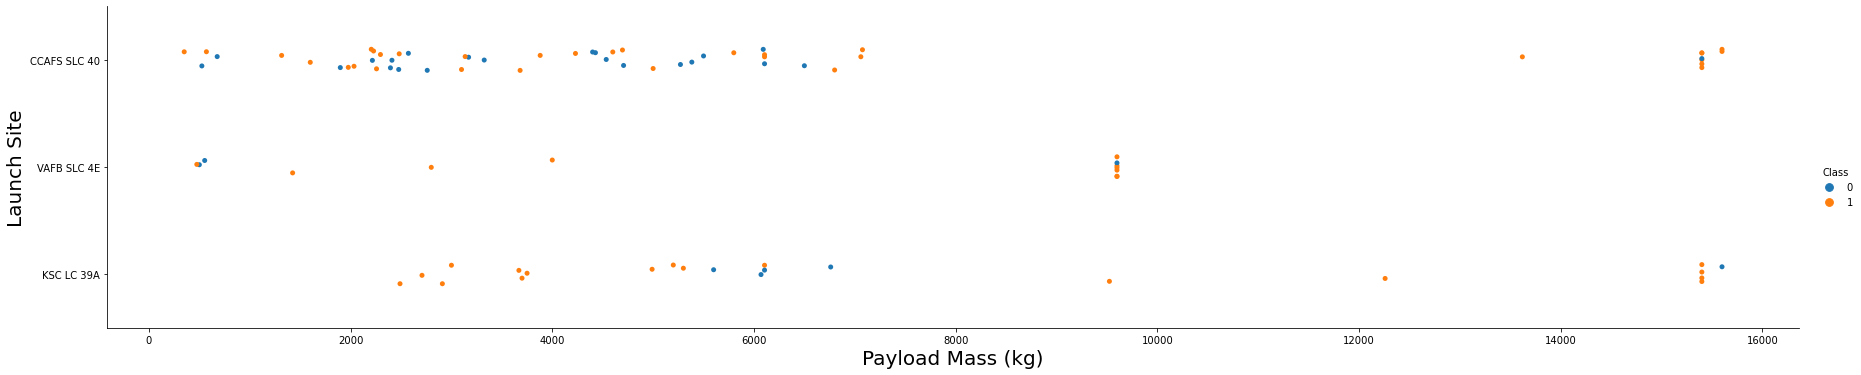 Launch Site
CCAFS SLC 40
VAFB SLC 4E
KSC LC 39A
0 2000 4000 6000 8000 10000 12000 14000 16000
Payload Mass (kg)
Class
0
1